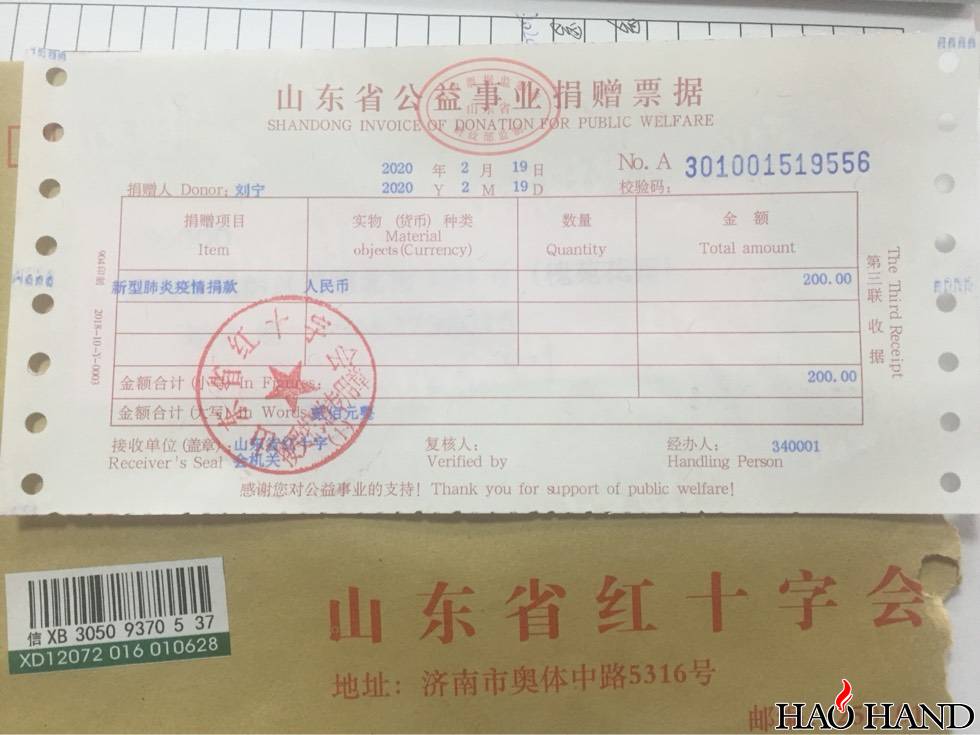 山东省公益事业捐赠票据
SHANDONG INVOICE OF DONATION FOR PUBLIC WELFARE
2020 年 2 月 19 日
No. A 301001519556
捐赠人 Donor: 刘宁
2020 Y 2 M 19 D
校验码：
捐赠项目 实物 (货币) 种类 数量 金 额
Item Material objects(Currency) Quantity Total amount
新型肺炎疫情捐款 人民币 200.00
金额合计 (小写) In Figures: 200.00
金额合计 (大写) In Words 贰佰元整
接收单位 (盖章): 山东省红十字会机关
Receiver's Seal
复核人：
Verified by
经办人： 340001
Handling Person
感谢您对公益事业的支持！Thank you for support of public welfare!
第三联 收据
The Third Receipt
2018-10-Y-0003
信 XB 3050 9370 5 37
XD12072 016 010628
山东省红十字会
地址：济南市奥体中路5316号
邮
HAO HAND